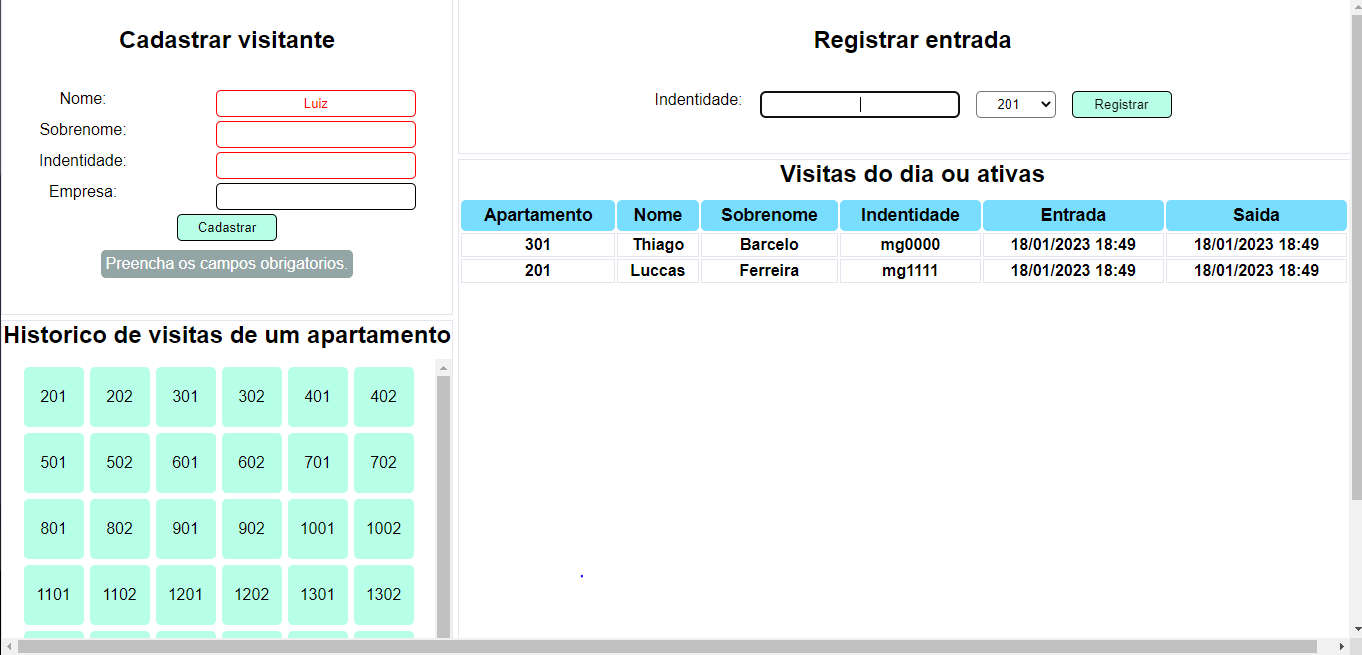 Cadastrar visitante
Nome: Luiz
Sobrenome:
Indentidade:
Empresa:
Cadastrar
Preencha os campos obrigatorios.
Historico de visitas de um apartamento
201 202 301 302 401 402
501 502 601 602 701 702
801 802 901 902 1001 1002
1101 1102 1201 1202 1301 1302
Registrar entrada
Indentidade: 201 Registrar
Visitas do dia ou ativas
Apartamento Nome Sobrenome Indentidade Entrada Saida
301 Thiago Barcelo mg0000 18/01/2023 18:49 18/01/2023 18:49
201 Luccas Ferreira mg1111 18/01/2023 18:49 18/01/2023 18:49